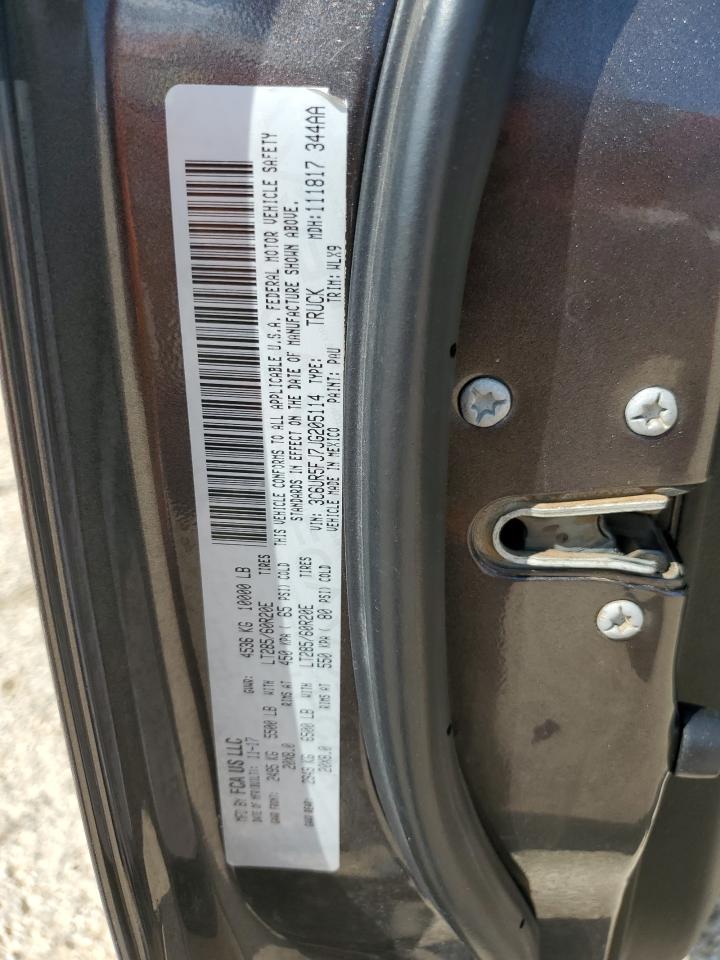 MFD BY: FCA US LLC
DATE OF MFR(BUILT): 11-17 GVWR: 4536 KG 10000 LB
GAWR FRONT: 2495 KG 5500 LB WITH LT285/60R20E TIRES
20X8.0 RIMS AT 450 KPA ( 65 PSI) COLD
GAWR REAR: 2948 KG 6500 LB WITH LT285/60R20E TIRES
20X8.0 RIMS AT 550 KPA ( 80 PSI) COLD
THIS VEHICLE CONFORMS TO ALL APPLICABLE U.S.A. FEDERAL MOTOR VEHICLE SAFETY
STANDARDS IN EFFECT ON THE DATE OF MANUFACTURE SHOWN ABOVE.
VIN: 3C6UR5FJ7JG205114 TYPE: TRUCK MDH: 111817 344AA
VEHICLE MADE IN MEXICO PAINT: PAU TRIM: WLX9